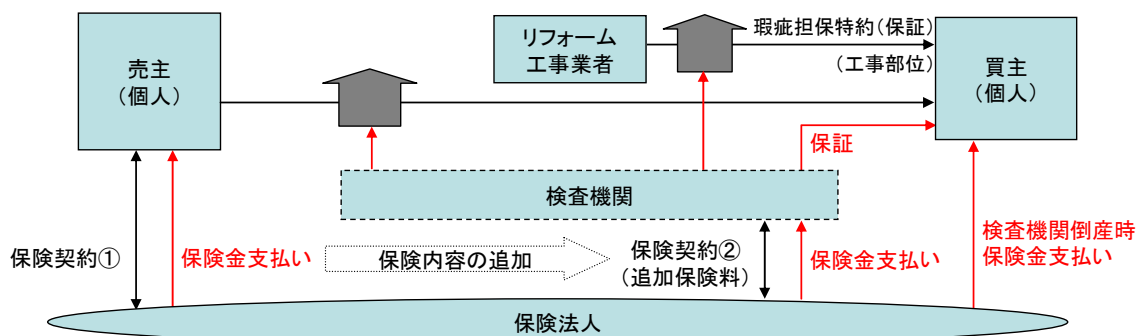 売主
（個人）
リフォーム
工事業者
瑕疵担保特約（保証）
（工事部位）
買主
（個人）
保証
検査機関
保険契約①
保険金支払い
保険内容の追加
保険契約②
（追加保険料）
保険金支払い
検査機関倒産時
保険金支払い
保険法人